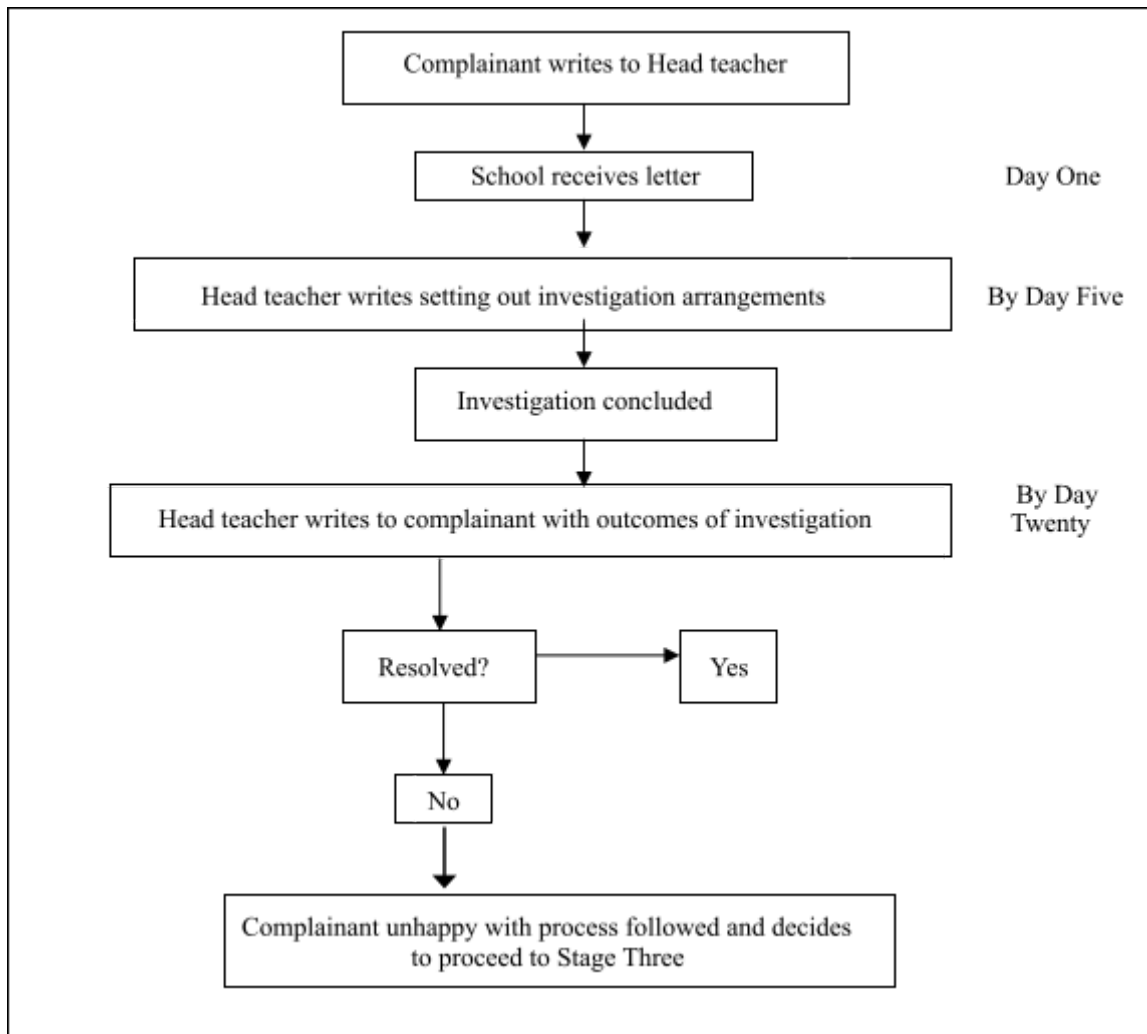 Complainant writes to Head teacher
School receives letter
Day One
Head teacher writes setting out investigation arrangements
By Day Five
Investigation concluded
Head teacher writes to complainant with outcomes of investigation
By Day
Twenty
Resolved?
Yes
No
Complainant unhappy with process followed and decides
to proceed to Stage Three